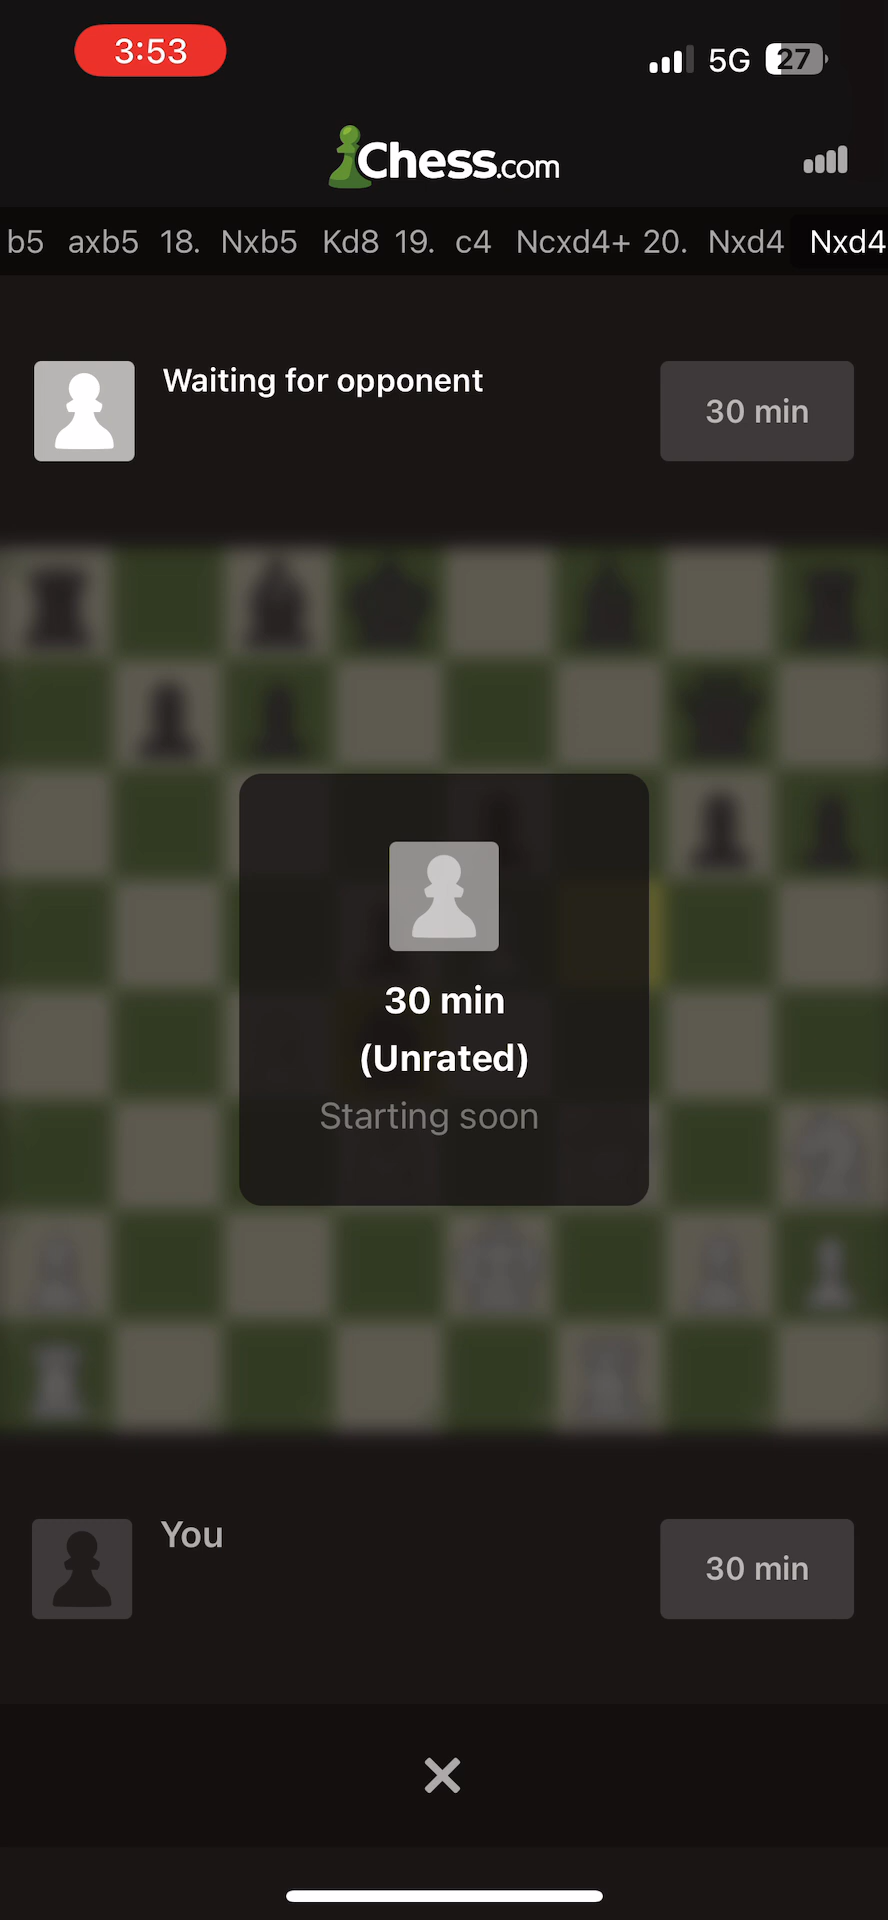 3:53 5G 27
Chess.com
b5 axb5 18. Nxb5 Kd8 19. c4 Ncxd4+ 20. Nxd4 Nxd4
Waiting for opponent
30 min
30 min
(Unrated)
Starting soon
You
30 min